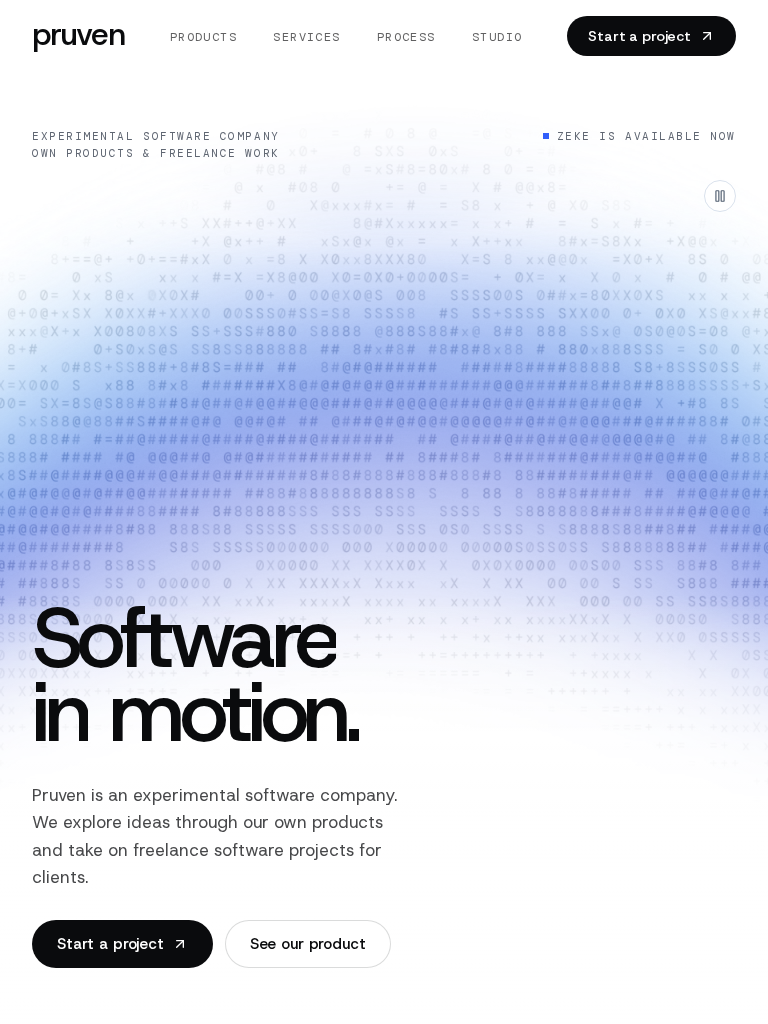 pruven
PRODUCTS
SERVICES
PROCESS
STUDIO
Start a project
EXPERIMENTAL SOFTWARE COMPANY
OWN PRODUCTS & FREELANCE WORK
ZEKE IS AVAILABLE NOW
Software
in motion.
Pruven is an experimental software company.
We explore ideas through our own products
and take on freelance software projects for
clients.
Start a project
See our product